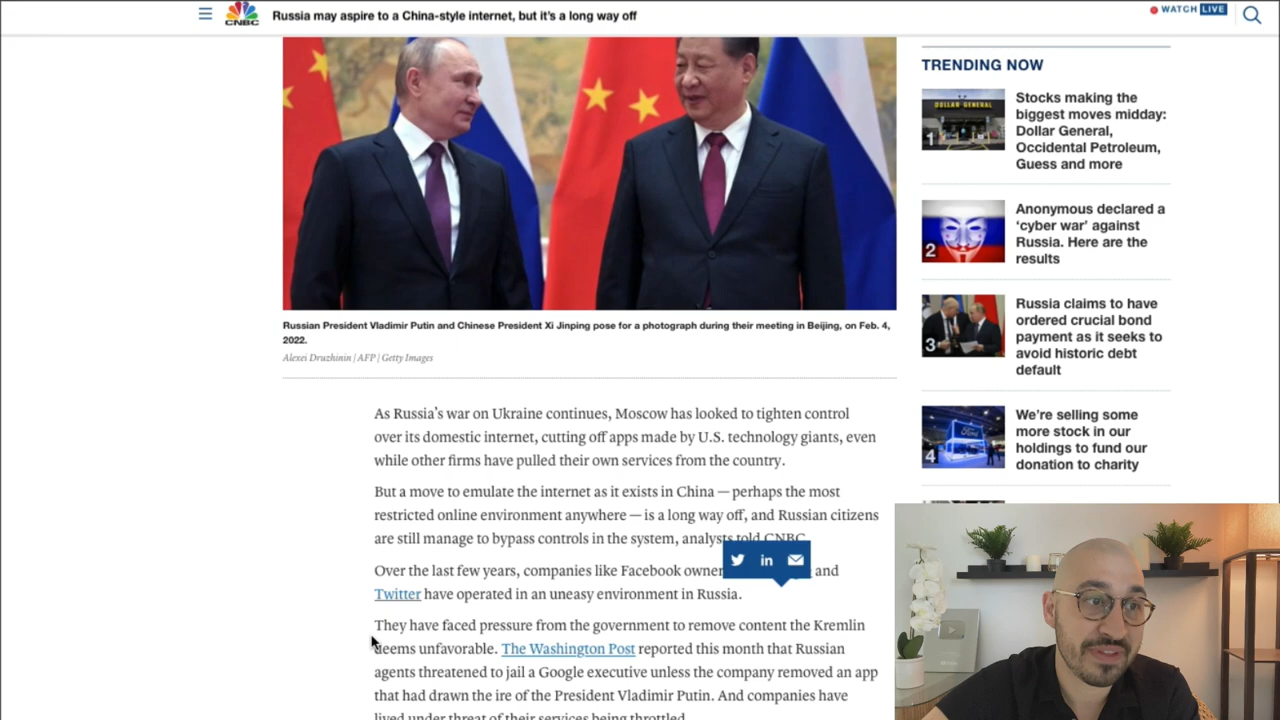 CNBC
Russia may aspire to a China-style internet, but it's a long way off
WATCH LIVE
Russian President Vladimir Putin and Chinese President Xi Jinping pose for a photograph during their meeting in Beijing, on Feb. 4,
2022.
Alexei Druzhinin | AFP | Getty Images
As Russia's war on Ukraine continues, Moscow has looked to tighten control
over its domestic internet, cutting off apps made by U.S. technology giants, even
while other firms have pulled their own services from the country.
But a move to emulate the internet as it exists in China — perhaps the most
restricted online environment anywhere — is a long way off, and Russian citizens
are still manage to bypass controls in the system, analysts told CNBC.
Over the last few years, companies like Facebook owner and
Twitter have operated in an uneasy environment in Russia.
They have faced pressure from the government to remove content the Kremlin
deems unfavorable. The Washington Post reported this month that Russian
agents threatened to jail a Google executive unless the company removed an app
that had drawn the ire of the President Vladimir Putin. And companies have
lived under threat of their services being throttled.
TRENDING NOW
DOLLAR GENERAL
1
Stocks making the
biggest moves midday:
Dollar General,
Occidental Petroleum,
Guess and more
2
Anonymous declared a
'cyber war' against
Russia. Here are the
results
3
Russia claims to have
ordered crucial bond
payment as it seeks to
avoid historic debt
default
Ford
4
We're selling some
more stock in our
holdings to fund our
donation to charity